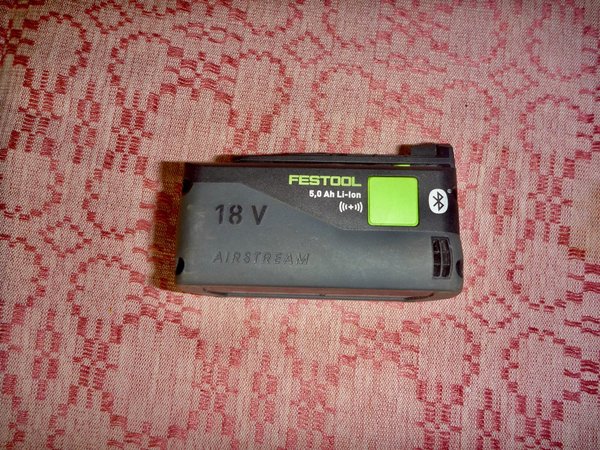 FESTOOL
5,0 Ah Li-Ion
18 V
AIRSTREAM